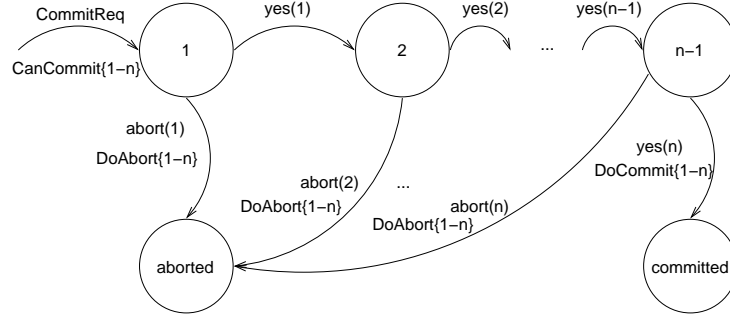 CommitReq
CanCommit{1−n}
1
yes(1)
2
yes(2)
...
yes(n−1)
n−1
abort(1)
DoAbort{1−n}
abort(2)
DoAbort{1−n}
...
abort(n)
DoAbort{1−n}
yes(n)
DoCommit{1−n}
aborted
committed